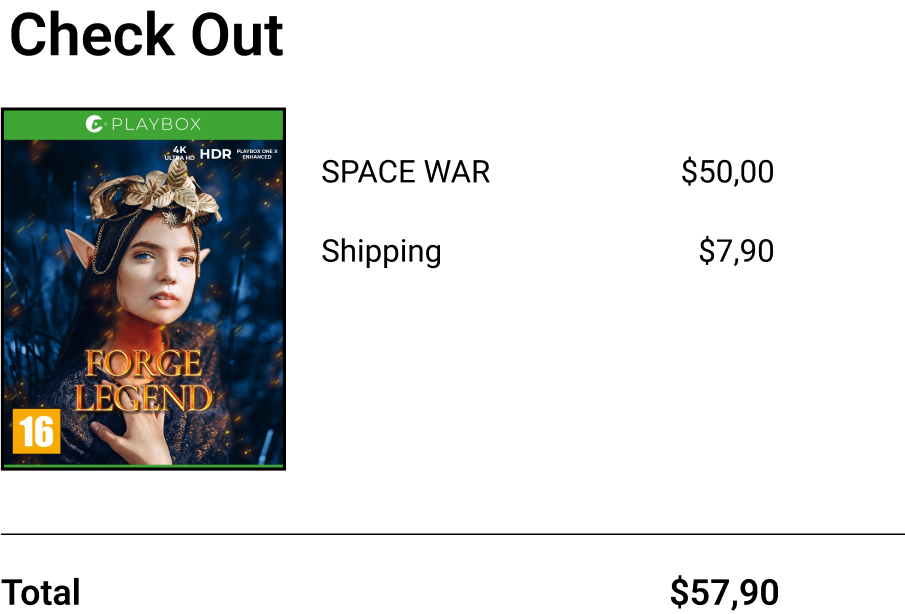 Check Out
PLAYBOX
4K
ULTRA HD
HDR
PLAYBOX ONE X
ENHANCED
FORGE
LEGEND
16
SPACE WAR $50,00
Shipping $7,90
Total $57,90